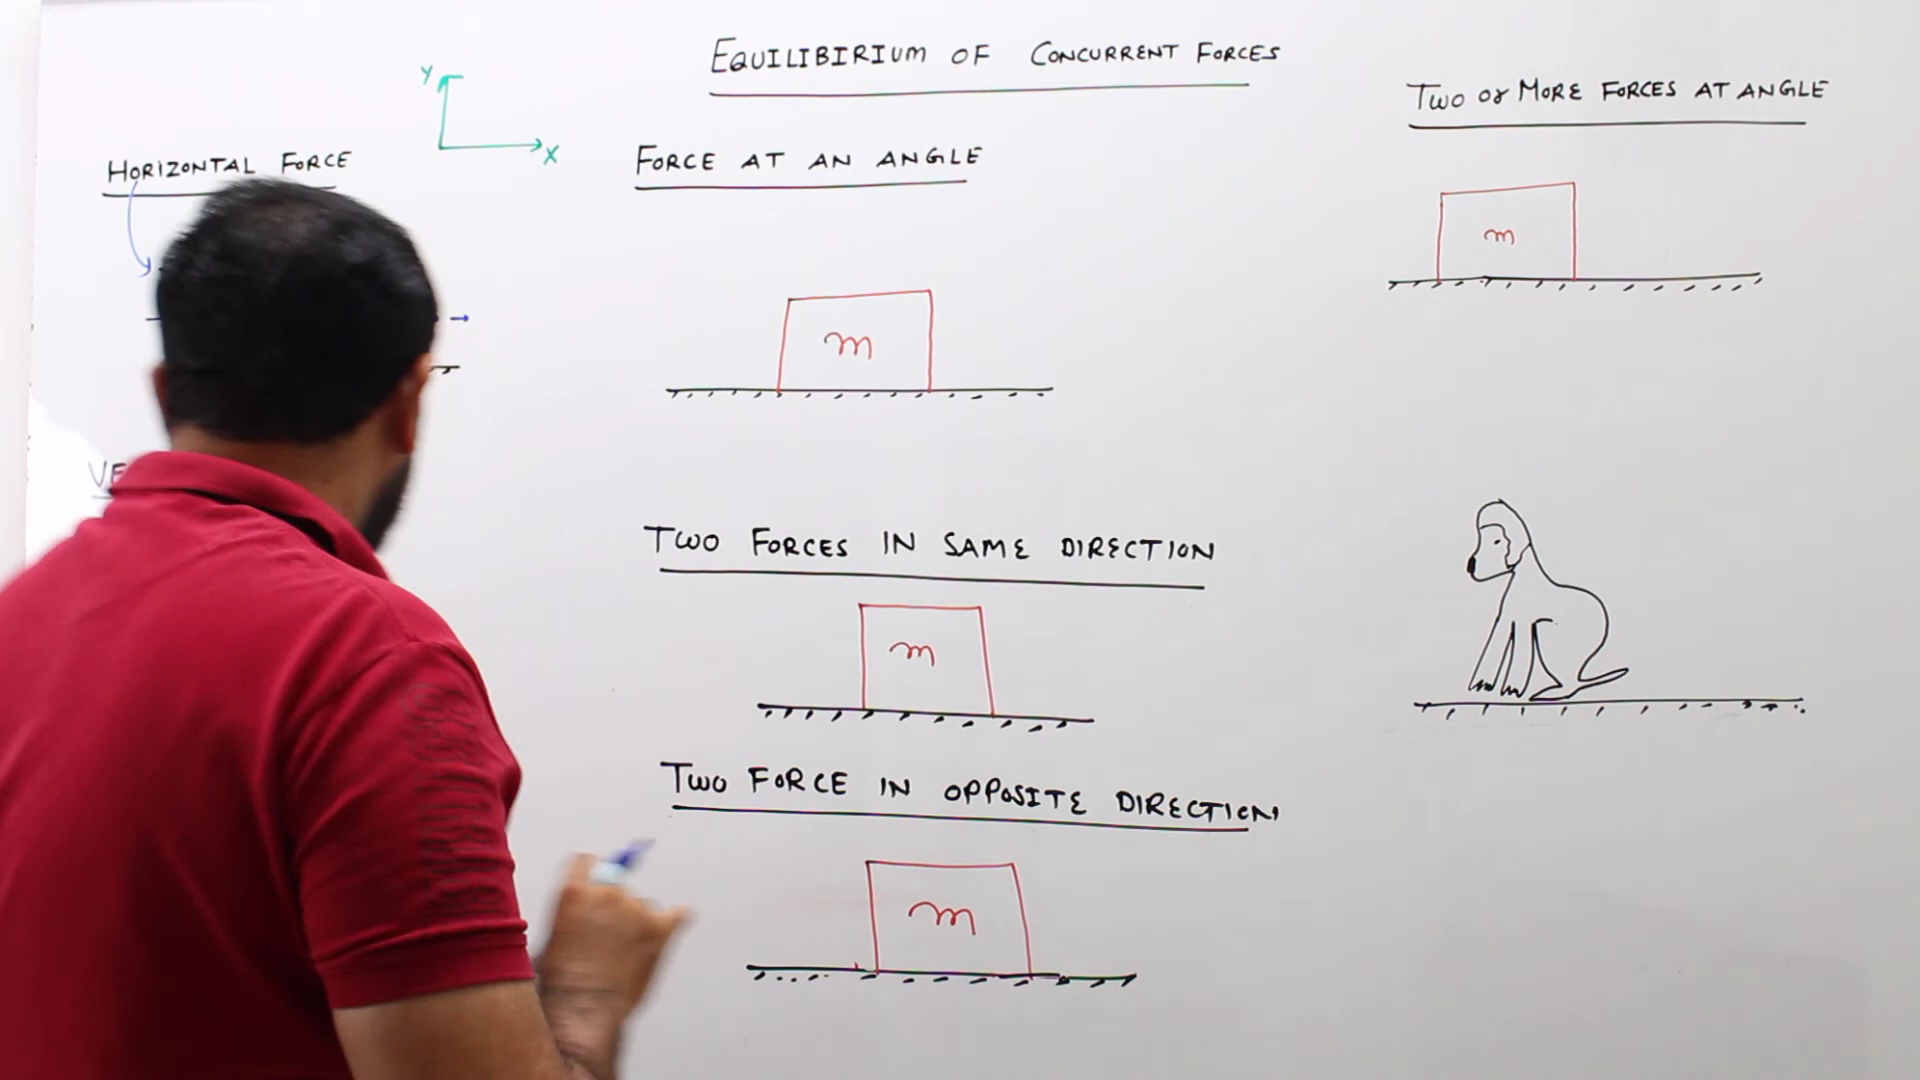 EQUILIBIRIUM OF CONCURRENT FORCES
Y
X
HORIZONTAL FORCE
FORCE AT AN ANGLE
m
TWO FORCES IN SAME DIRECTION
m
TWO FORCE IN OPPOSITE DIRECTION
m
TWO or MORE FORCES AT ANGLE
m